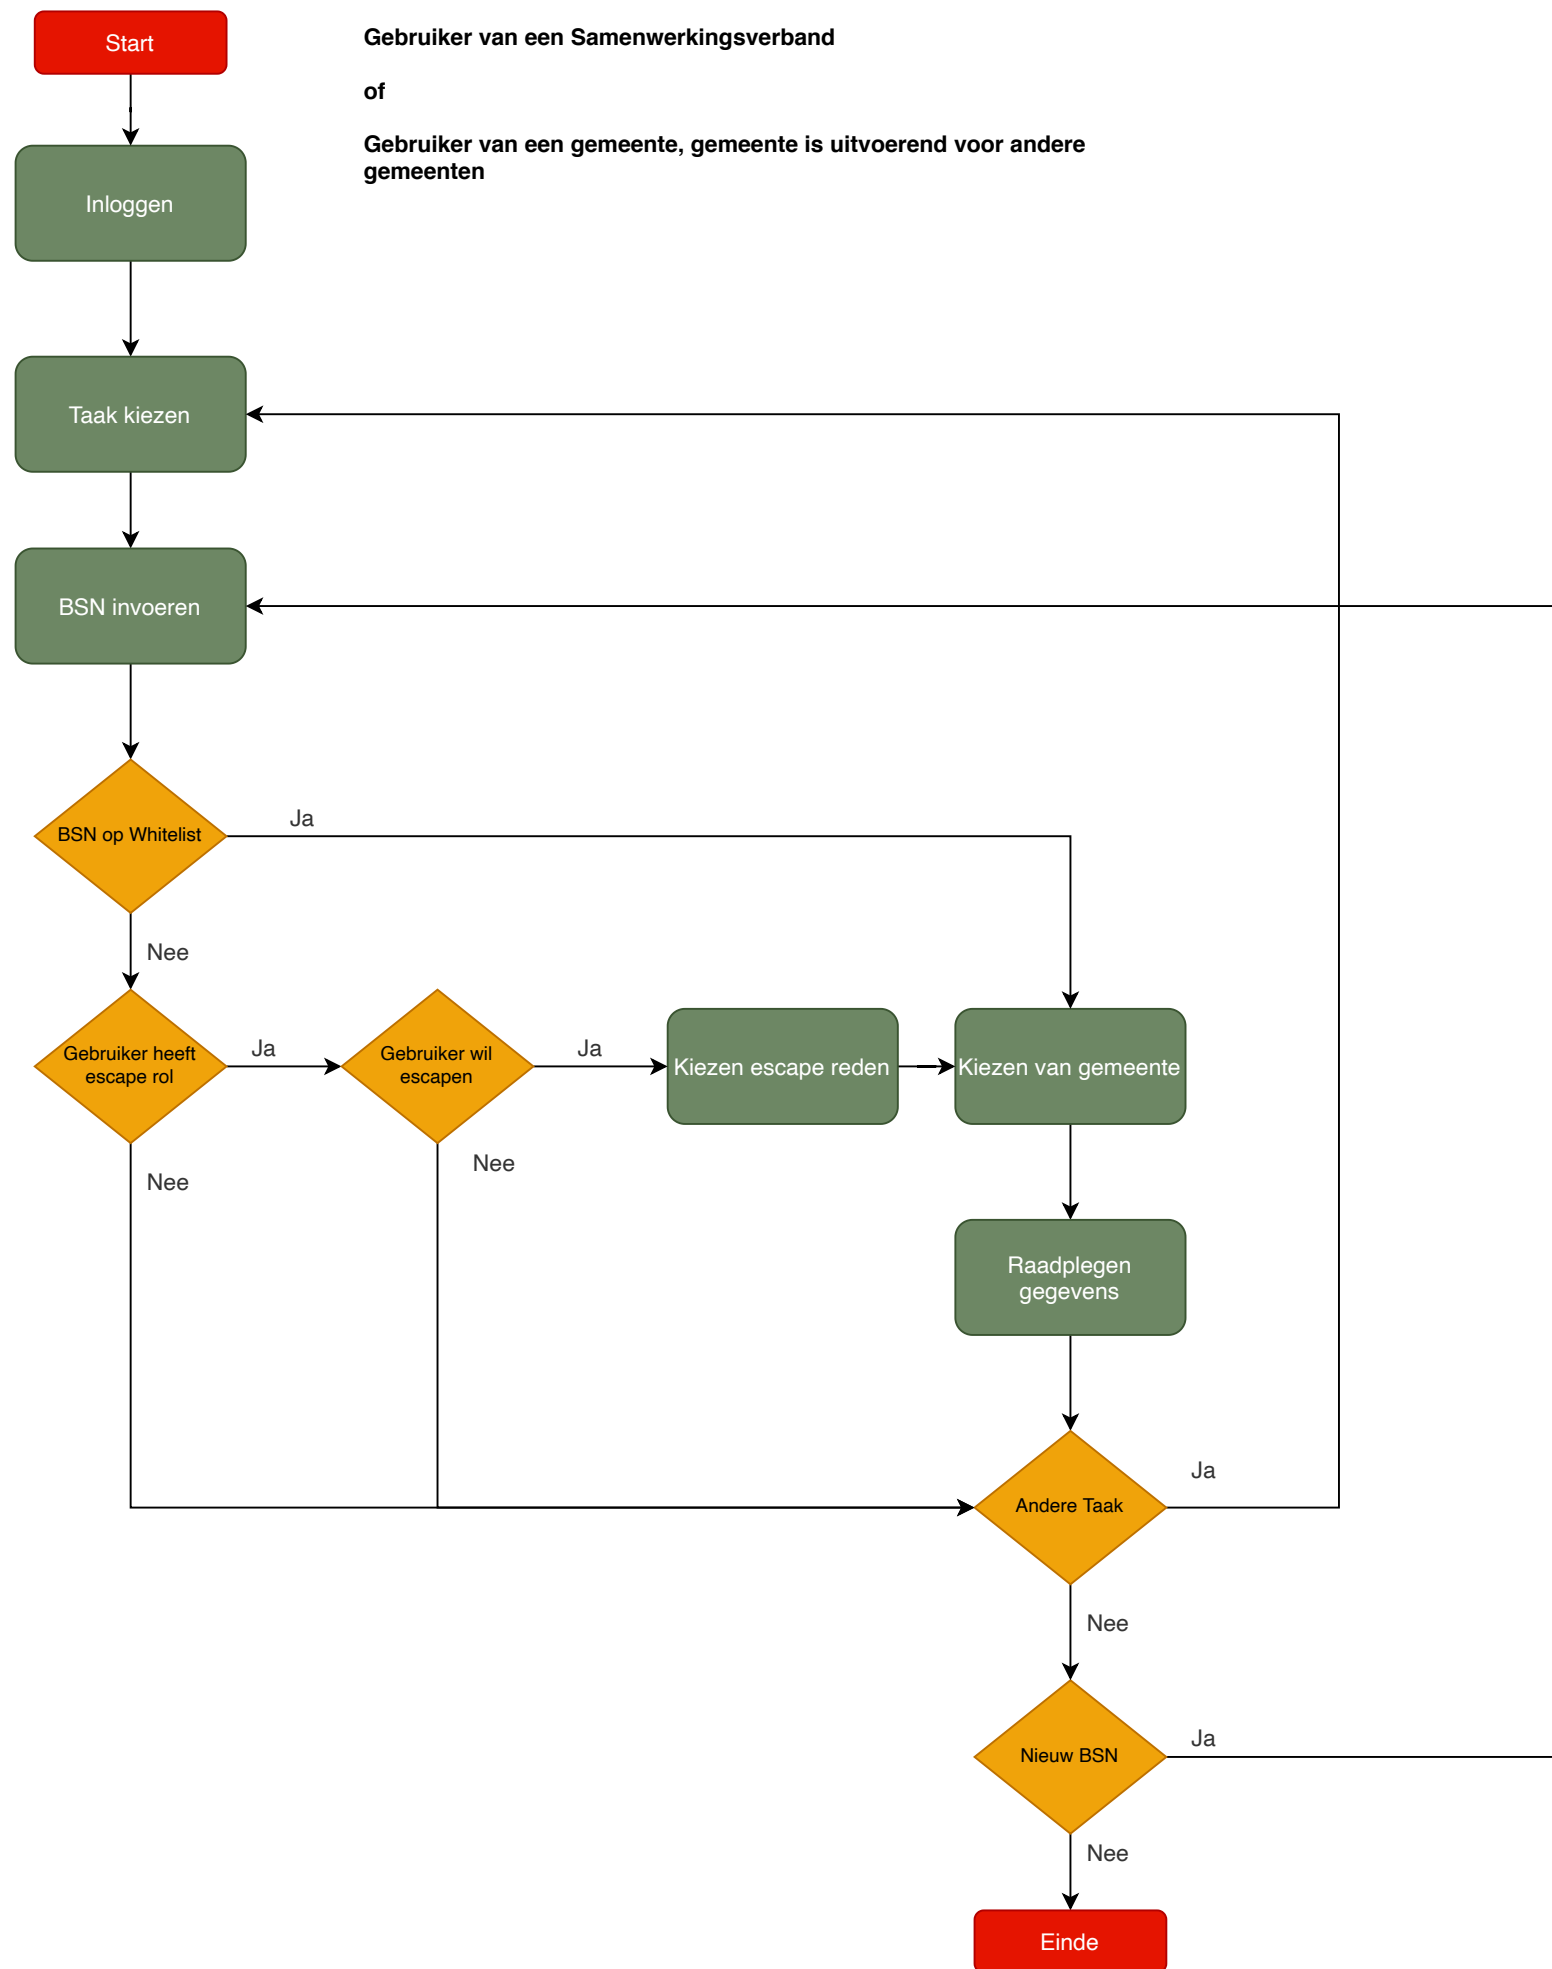 Start
Gebruiker van een Samenwerkingsverband
of
Gebruiker van een gemeente, gemeente is uitvoerend voor andere
gemeenten
Inloggen
Taak kiezen
BSN invoeren
BSN op Whitelist
Ja
Nee
Gebruiker heeft
escape rol
Ja
Gebruiker wil
escapen
Ja
Kiezen escape reden
Kiezen van gemeente
Nee
Nee
Raadplegen
gegevens
Andere Taak
Ja
Nee
Nieuw BSN
Ja
Nee
Einde